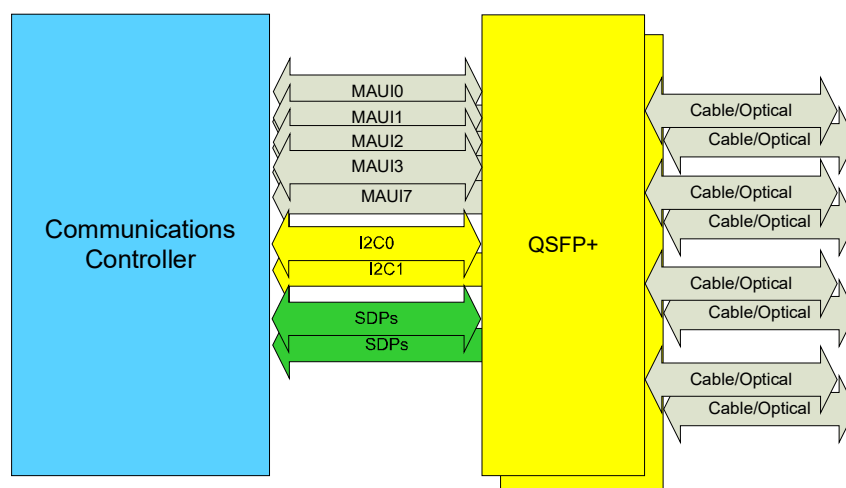 Communications
Controller
MAUI0
MAUI1
MAUI2
MAUI3
MAUI7
I2C0
I2C1
SDPs
SDPs
QSFP+
Cable/Optical
Cable/Optical
Cable/Optical
Cable/Optical
Cable/Optical
Cable/Optical
Cable/Optical
Cable/Optical